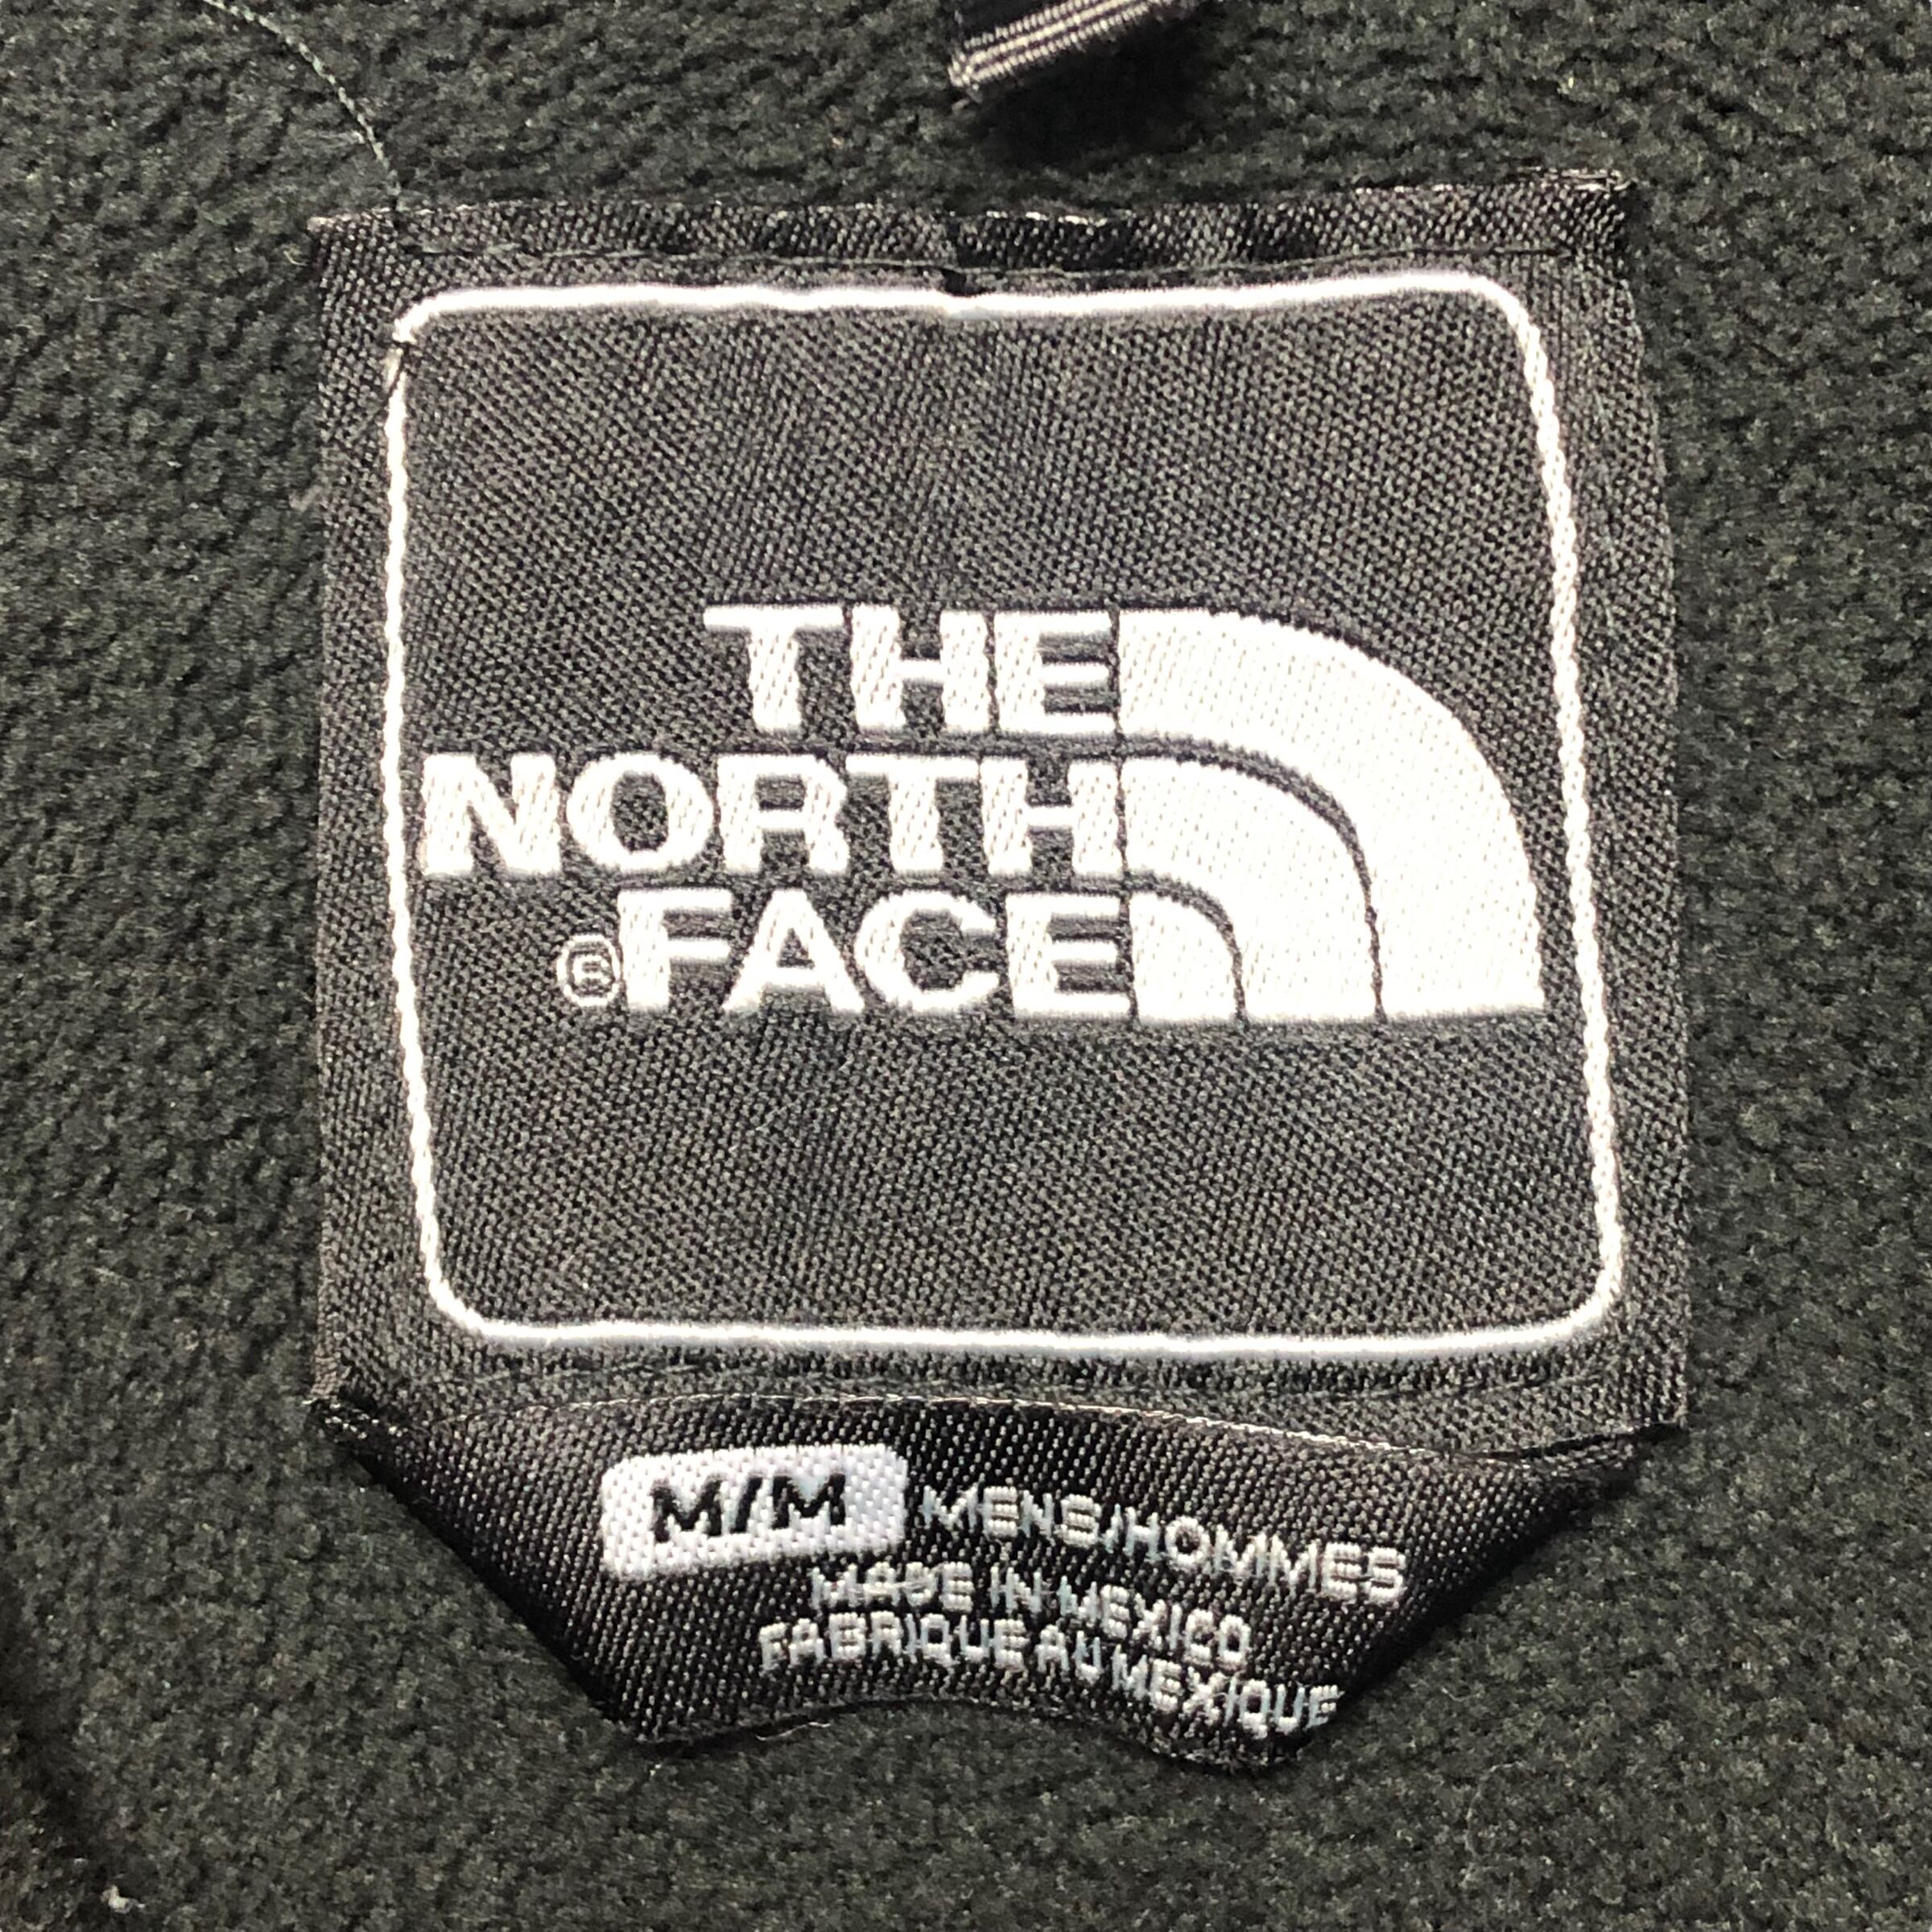 THE
NORTH
®FACE
M/M MENS/HOMMES
MADE IN MEXICO
FABRIQUE AU MEXIQUE